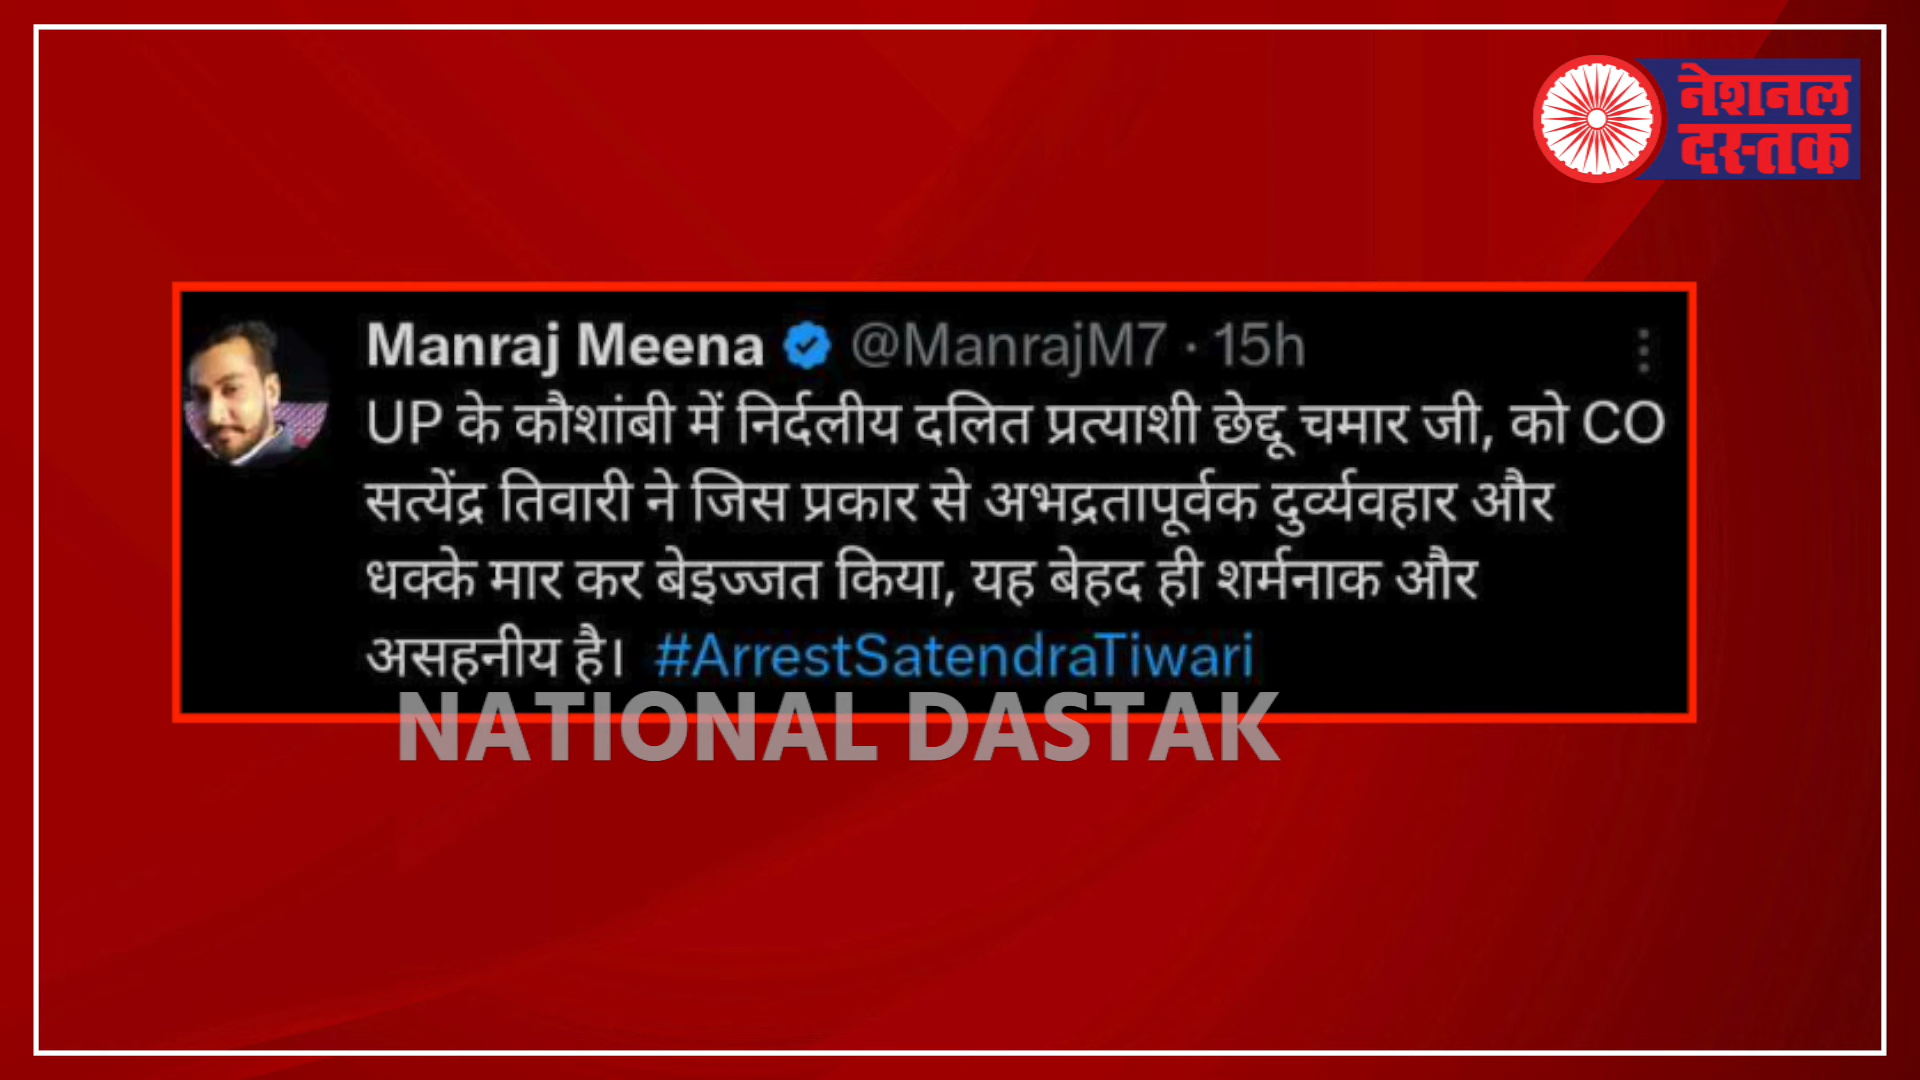 नेशनल
दस्तक
Manraj Meena @ManrajM7 · 15h
UP के कौशांबी में निर्दलीय दलित प्रत्याशी छेद्दू चमार जी, को CO
सत्येंद्र तिवारी ने जिस प्रकार से अभद्रतापूर्वक दुर्व्यवहार और
धक्के मार कर बेइज्जत किया, यह बेहद ही शर्मनाक और
असहनीय है। #ArrestSatendraTiwari
NATIONAL DASTAK